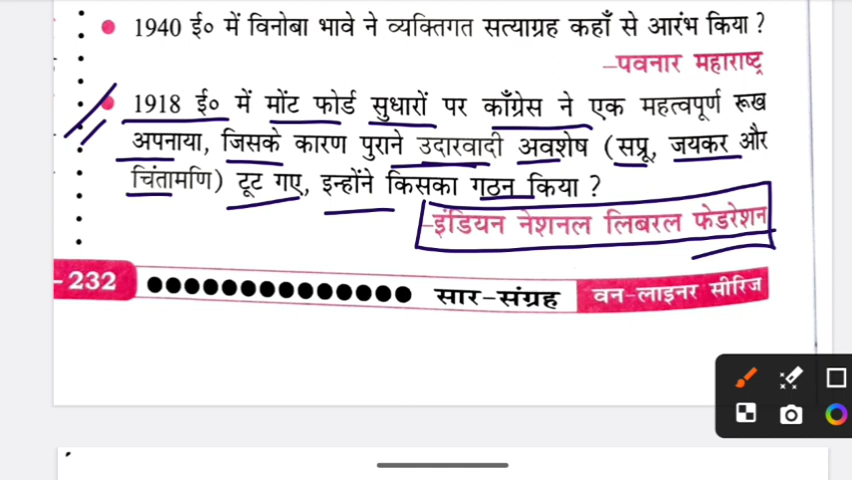 1940 ई० में विनोबा भावे ने व्यक्तिगत सत्याग्रह कहाँ से आरंभ किया ?
–पवनार महाराष्ट्र
1918 ई० में मोंट फोर्ड सुधारों पर काँग्रेस ने एक महत्वपूर्ण रूख
अपनाया, जिसके कारण पुराने उदारवादी अवशेष (सप्रू, जयकर और
चिंतामणि) टूट गए, इन्होंने किसका गठन किया ?
–इंडियन नेशनल लिबरल फेडरेशन
–232 सार–संग्रह वन–लाइनर सीरिज